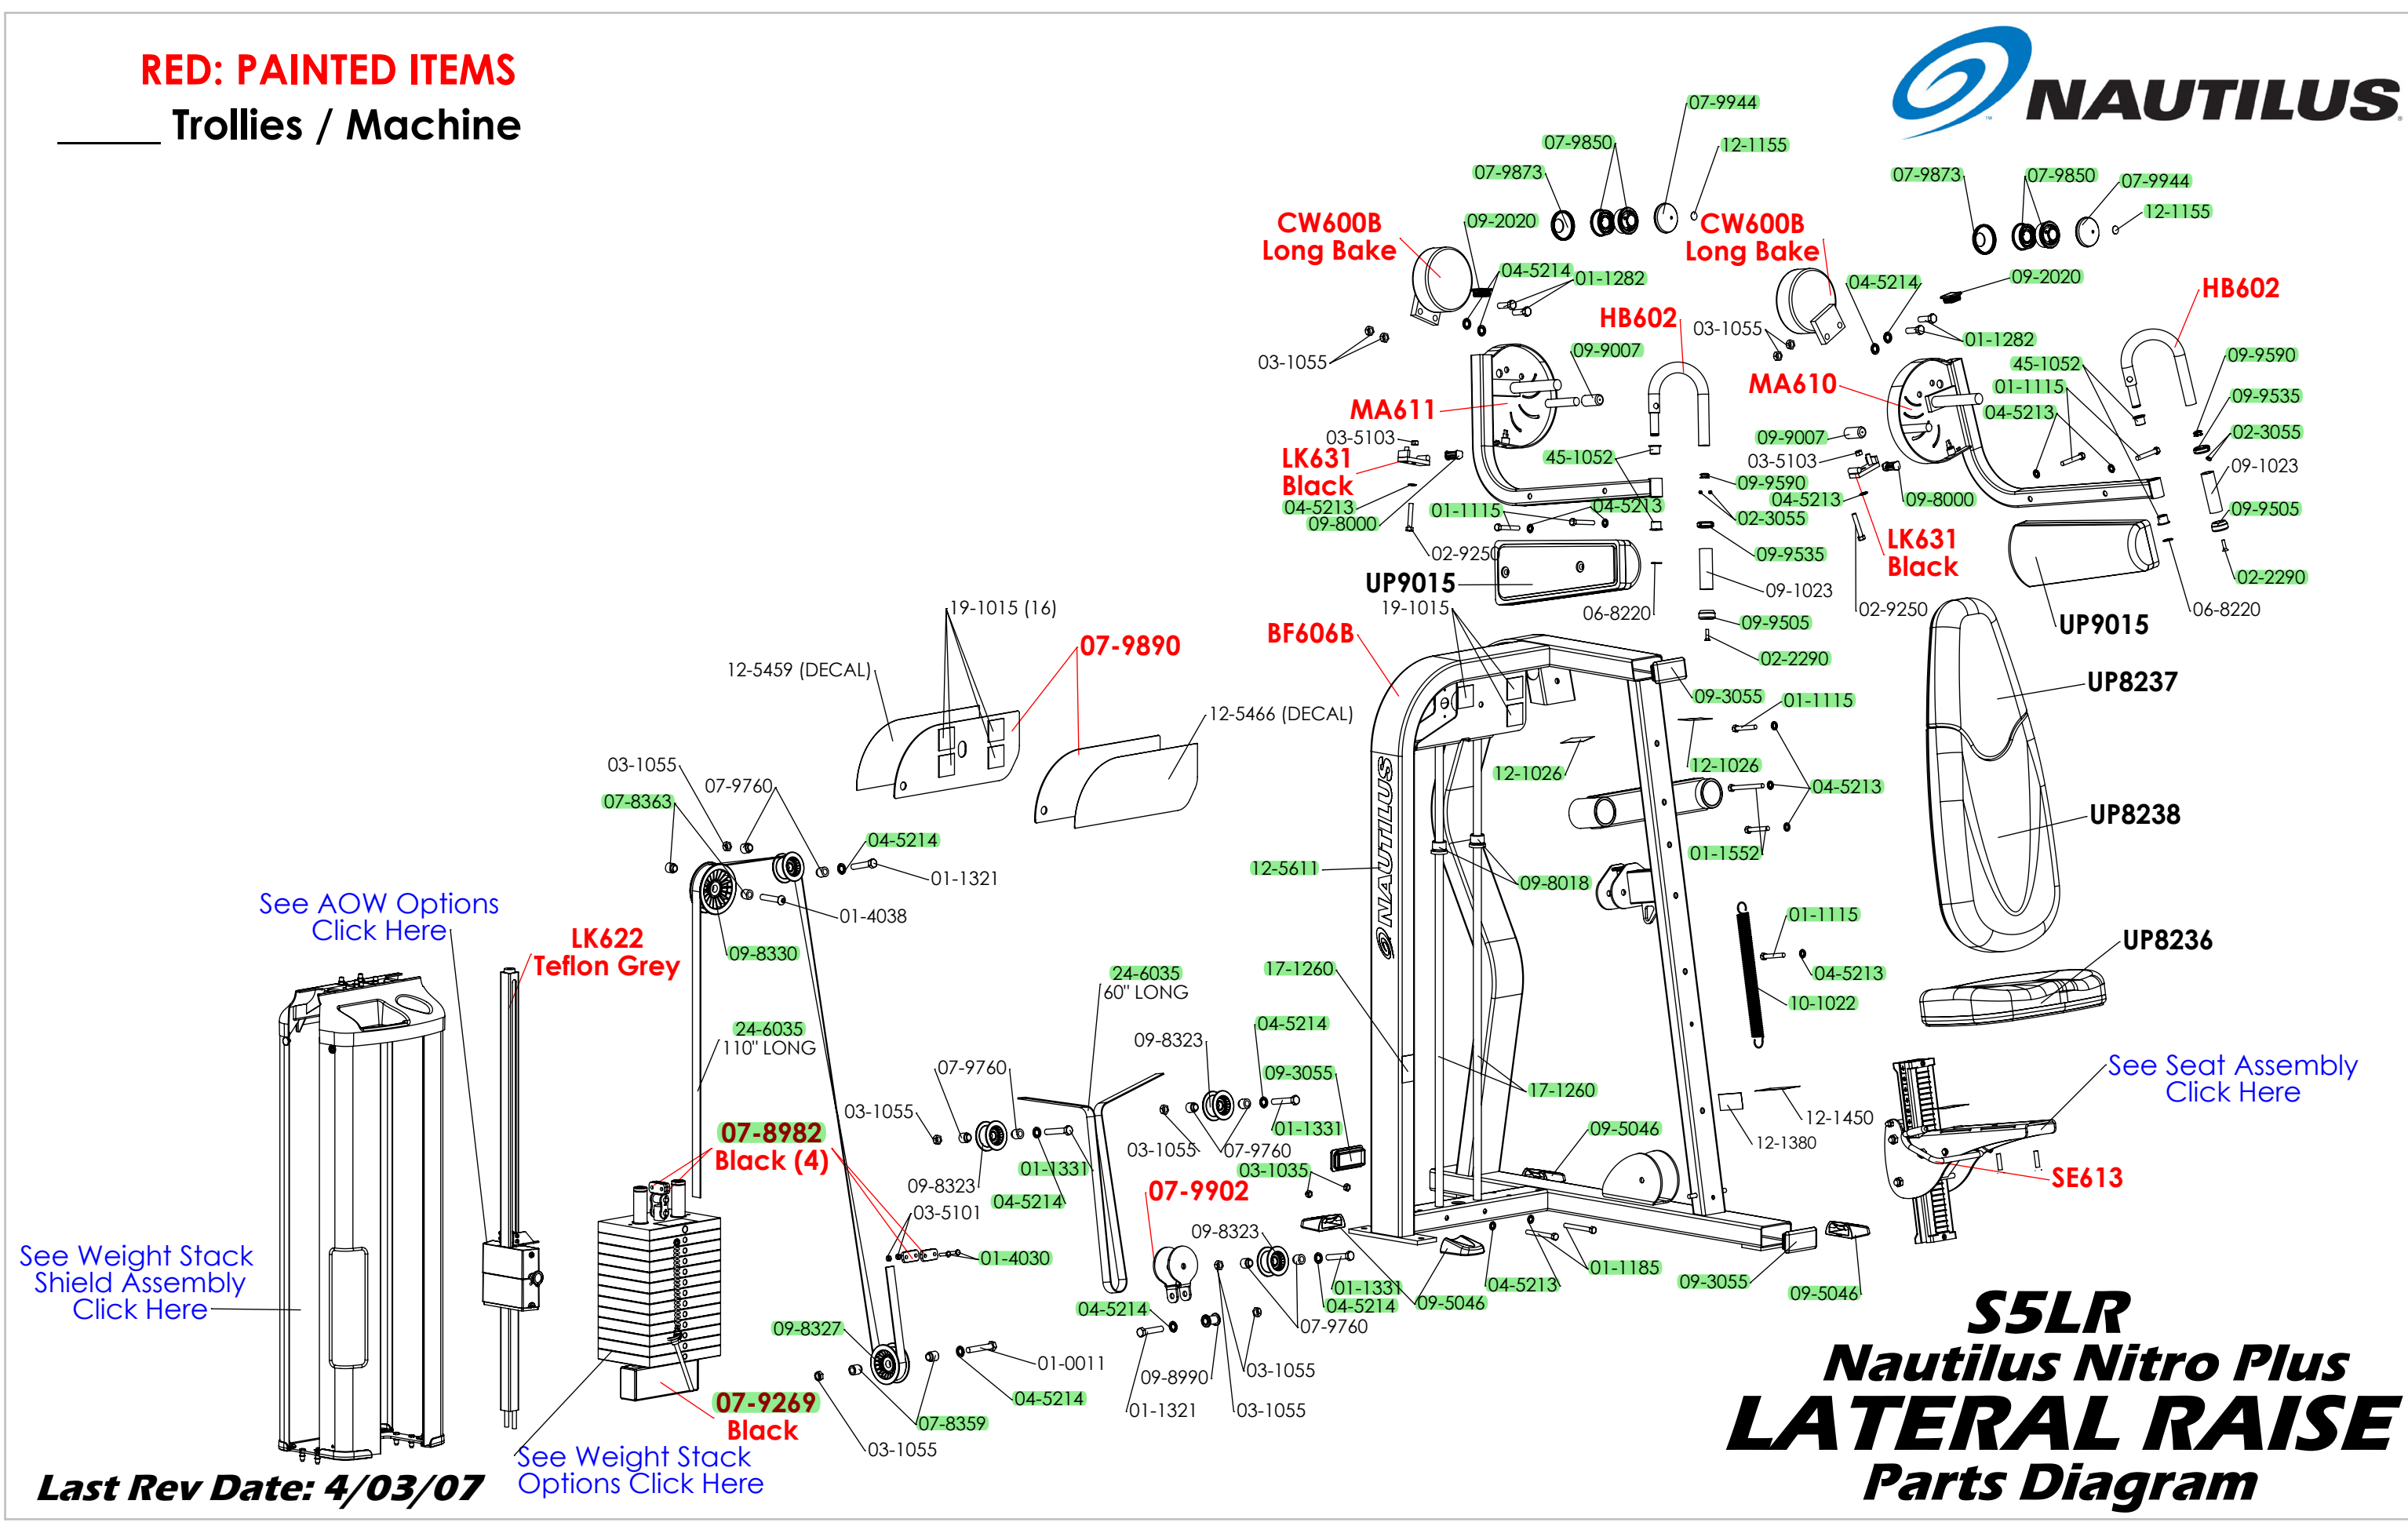 RED: PAINTED ITEMS
______ Trollies / Machine
NAUTILUS
07-9944
07-9850
12-1155
07-9873
CW600B
Long Bake
09-2020
04-5214
01-1282
03-1055
HB602
09-9007
MA611
03-5103
LK631
Black
04-5213
09-8000
45-1052
01-1115
04-5213
02-9250
UP9015
19-1015
06-8220
09-9590
02-3055
09-9535
09-1023
09-9505
02-2290
07-9873
07-9850
07-9944
12-1155
CW600B
Long Bake
04-5214
09-2020
HB602
03-1055
01-1282
45-1052
09-9590
MA610
01-1115
09-9535
04-5213
02-3055
09-9007
03-5103
09-1023
04-5213
09-8000
09-9505
LK631
Black
02-2290
02-9250
UP9015
06-8220
BF606B
09-3055
01-1115
UP8237
12-1026
12-1026
04-5213
UP8238
01-1552
NAUTILUS
12-5611
09-8018
01-1115
UP8236
04-5213
10-1022
17-1260
17-1260
See Seat Assembly
Click Here
12-1450
12-1380
SE613
09-5046
19-1015 (16)
07-9890
12-5459 (DECAL)
12-5466 (DECAL)
03-1055
07-9760
07-8363
04-5214
01-1321
01-4038
09-8330
See AOW Options
Click Here
LK622
Teflon Grey
24-6035
110" LONG
24-6035
60" LONG
09-8323
04-5214
09-3055
07-9760
03-1055
01-1331
03-1055
07-9760
03-1035
07-8982
Black (4)
01-1331
09-8323
04-5214
07-9902
03-5101
09-8323
01-4030
See Weight Stack
Shield Assembly
Click Here
01-1331
04-5214
04-5214
09-5046
04-5213
01-1185
09-3055
09-5046
09-8327
07-9760
01-0011
09-8990
03-1055
04-5214
01-1321
03-1055
07-9269
Black
07-8359
03-1055
See Weight Stack
Options Click Here
Last Rev Date: 4/03/07
S5LR
Nautilus Nitro Plus
LATERAL RAISE
Parts Diagram